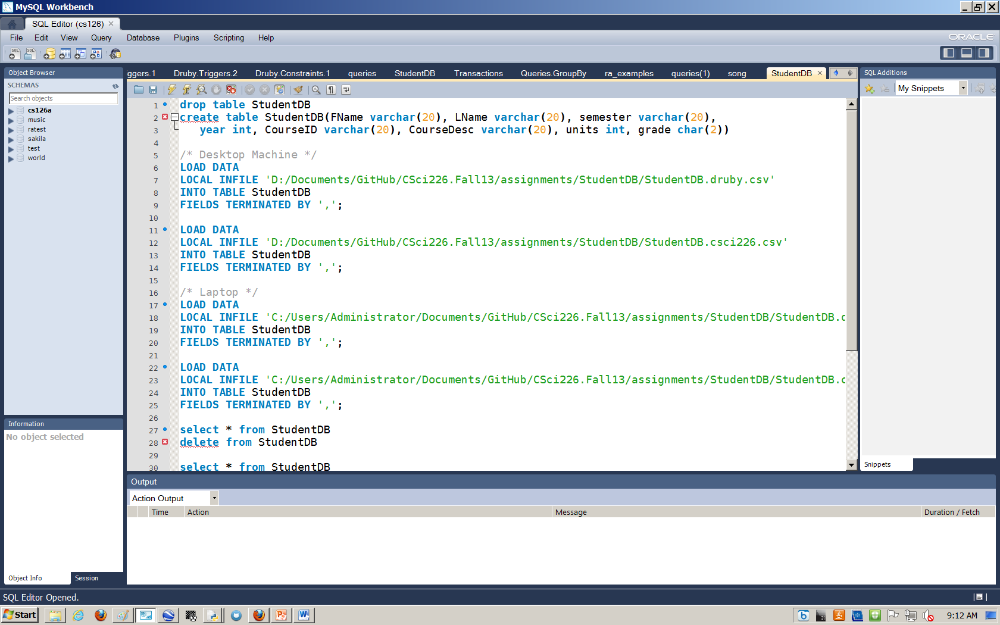 MySQL Workbench
SQL Editor (cs126)
File Edit View Query Database Plugins Scripting Help
ORACLE
Object Browser
SCHEMAS
Search objects
cs126a
music
ratest
sakila
test
world
Information
No object selected
Object Info Session
iggers.1 Druby.Triggers.2 Druby.Constraints.1 queries StudentDB Transactions Queries.GroupBy ra_examples queries(1) song StudentDB
1 drop table StudentDB
2 create table StudentDB(FName varchar(20), LName varchar(20), semester varchar(20),
3 year int, CourseID varchar(20), CourseDesc varchar(20), units int, grade char(2))
4
5 /* Desktop Machine */
6 LOAD DATA
7 LOCAL INFILE 'D:/Documents/GitHub/CSci226.Fall13/assignments/StudentDB/StudentDB.druby.csv'
8 INTO TABLE StudentDB
9 FIELDS TERMINATED BY ',';
10
11 LOAD DATA
12 LOCAL INFILE 'D:/Documents/GitHub/CSci226.Fall13/assignments/StudentDB/StudentDB.csci226.csv'
13 INTO TABLE StudentDB
14 FIELDS TERMINATED BY ',';
15
16 /* Laptop */
17 LOAD DATA
18 LOCAL INFILE 'C:/Users/Administrator/Documents/GitHub/CSci226.Fall13/assignments/StudentDB/StudentDB.d
19 INTO TABLE StudentDB
20 FIELDS TERMINATED BY ',';
21
22 LOAD DATA
23 LOCAL INFILE 'C:/Users/Administrator/Documents/GitHub/CSci226.Fall13/assignments/StudentDB/StudentDB.c
24 INTO TABLE StudentDB
25 FIELDS TERMINATED BY ',';
26
27 select * from StudentDB
28 delete from StudentDB
29
30 select * from StudentDB
SQL Additions
My Snippets
Snippets
Output
Action Output
Time Action Message Duration / Fetch
SQL Editor Opened.
Start
9:12 AM